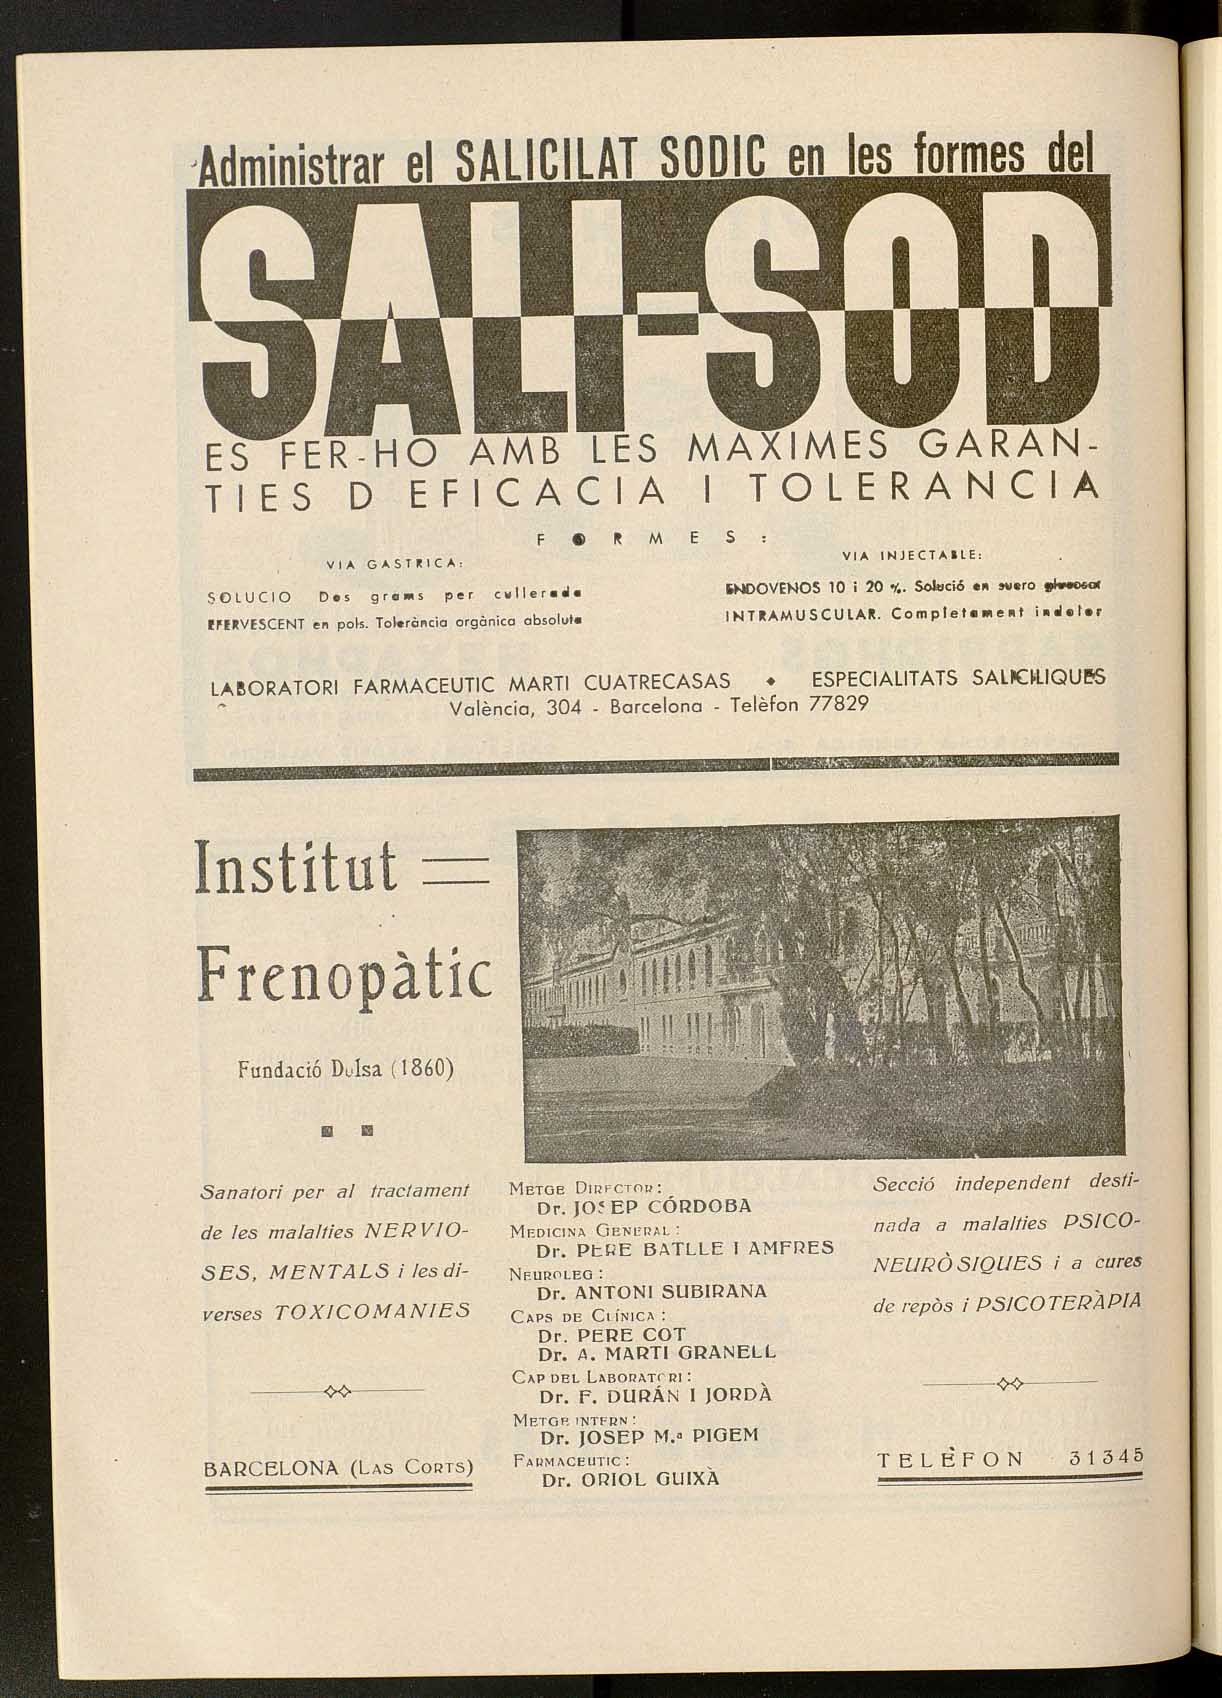 Administrar el SALICILAT SODIC en les formes del
SALI-SOD
ES FER-HO AMB LES MAXIMES GARAN-
TIES D EFICACIA I TOLERANCIA
FORMES:
VIA GASTRICA:
SOLUCIO Dos grams per cullerada
EFERVESCENT en pols. Tolerància orgànica absoluta
VIA INJECTABLE:
ENDOVENOS 10 i 20 %. Solució en suero glucosat
INTRAMUSCULAR. Completament indolor
LABORATORI FARMACEUTIC MARTI CUATRECASAS • ESPECIALITATS SALICILIQUES
València, 304 - Barcelona - Telèfon 77829
Institut
Frenopàtic
Fundació Dolsa (1860)
Sanatori per al tractament
de les malalties NERVIO-
SES, MENTALS i les di-
verses TOXICOMANIES
BARCELONA (LAS CORTS)
METGE DIRECTOR:
Dr. JOSEP CÓRDOBA
MEDICINA GENERAL:
Dr. PERE BATLLE I AMERES
NEUROLEG:
Dr. ANTONI SUBIRANA
CAPS DE CLÍNICA:
Dr. PERE COT
Dr. A. MARTI GRANELL
CAP DEL LABORATORI:
Dr. F. DURÁN I JORDÀ
METGE INTERN:
Dr. JOSEP M.ª PIGEM
FARMACEUTIC:
Dr. ORIOL GUIXÀ
Secció independent desti-
nada a malalties PSICO-
NEURÒSIQUES i a cures
de repòs i PSICOTERÀPIA
TELÈFON 31345